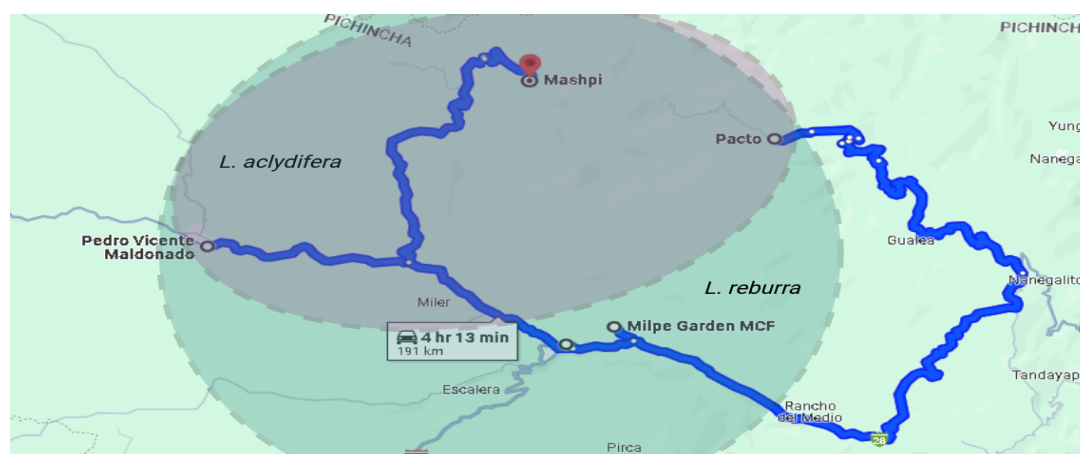 PICHINCHA
PICHINCHA
Mashpi
Yung
Pacto
Nanega
L. aclydifera
Pedro Vicente
Maldonado
Gualea
Nanegalito
L. reburra
Miler
Milpe Garden MCF
4 hr 13 min
191 km
Tandayap
Escalera
Rancho
del Medio
28
Pirca